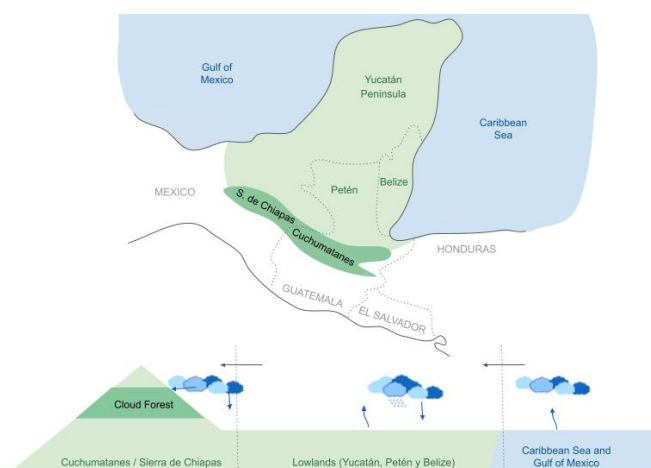 Gulf of
Mexico
Yucatán
Peninsula
Caribbean
Sea
MEXICO
S. de Chiapas
Petén
Belize
Cuchumatanes
HONDURAS
GUATEMALA
EL SALVADOR
Cloud Forest
Cuchumatanes / Sierra de Chiapas
Lowlands (Yucatán, Petén y Belize)
Caribbean Sea and
Gulf of Mexico